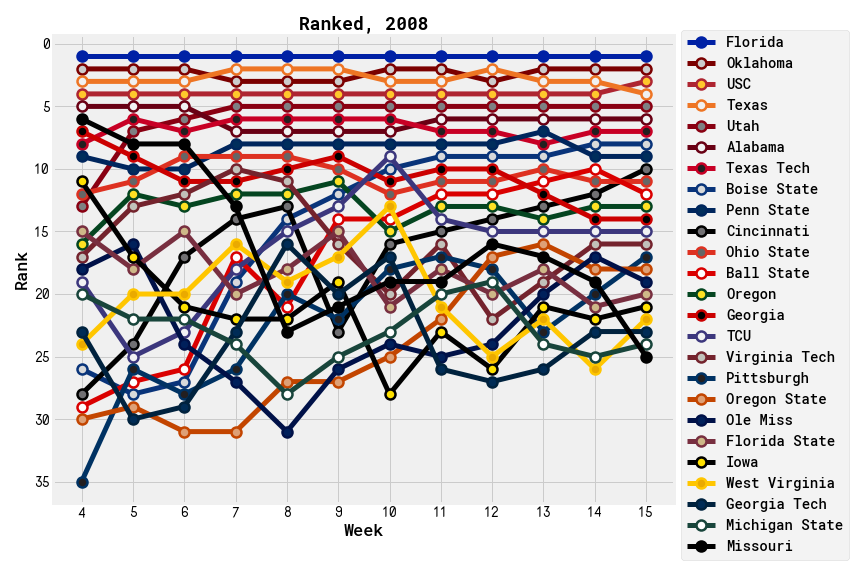 Ranked, 2008
0
5
10
15
20
25
30
35
Rank
4 5 6 7 8 9 10 11 12 13 14 15
Week
Florida
Oklahoma
USC
Texas
Utah
Alabama
Texas Tech
Boise State
Penn State
Cincinnati
Ohio State
Ball State
Oregon
Georgia
TCU
Virginia Tech
Pittsburgh
Oregon State
Ole Miss
Florida State
Iowa
West Virginia
Georgia Tech
Michigan State
Missouri